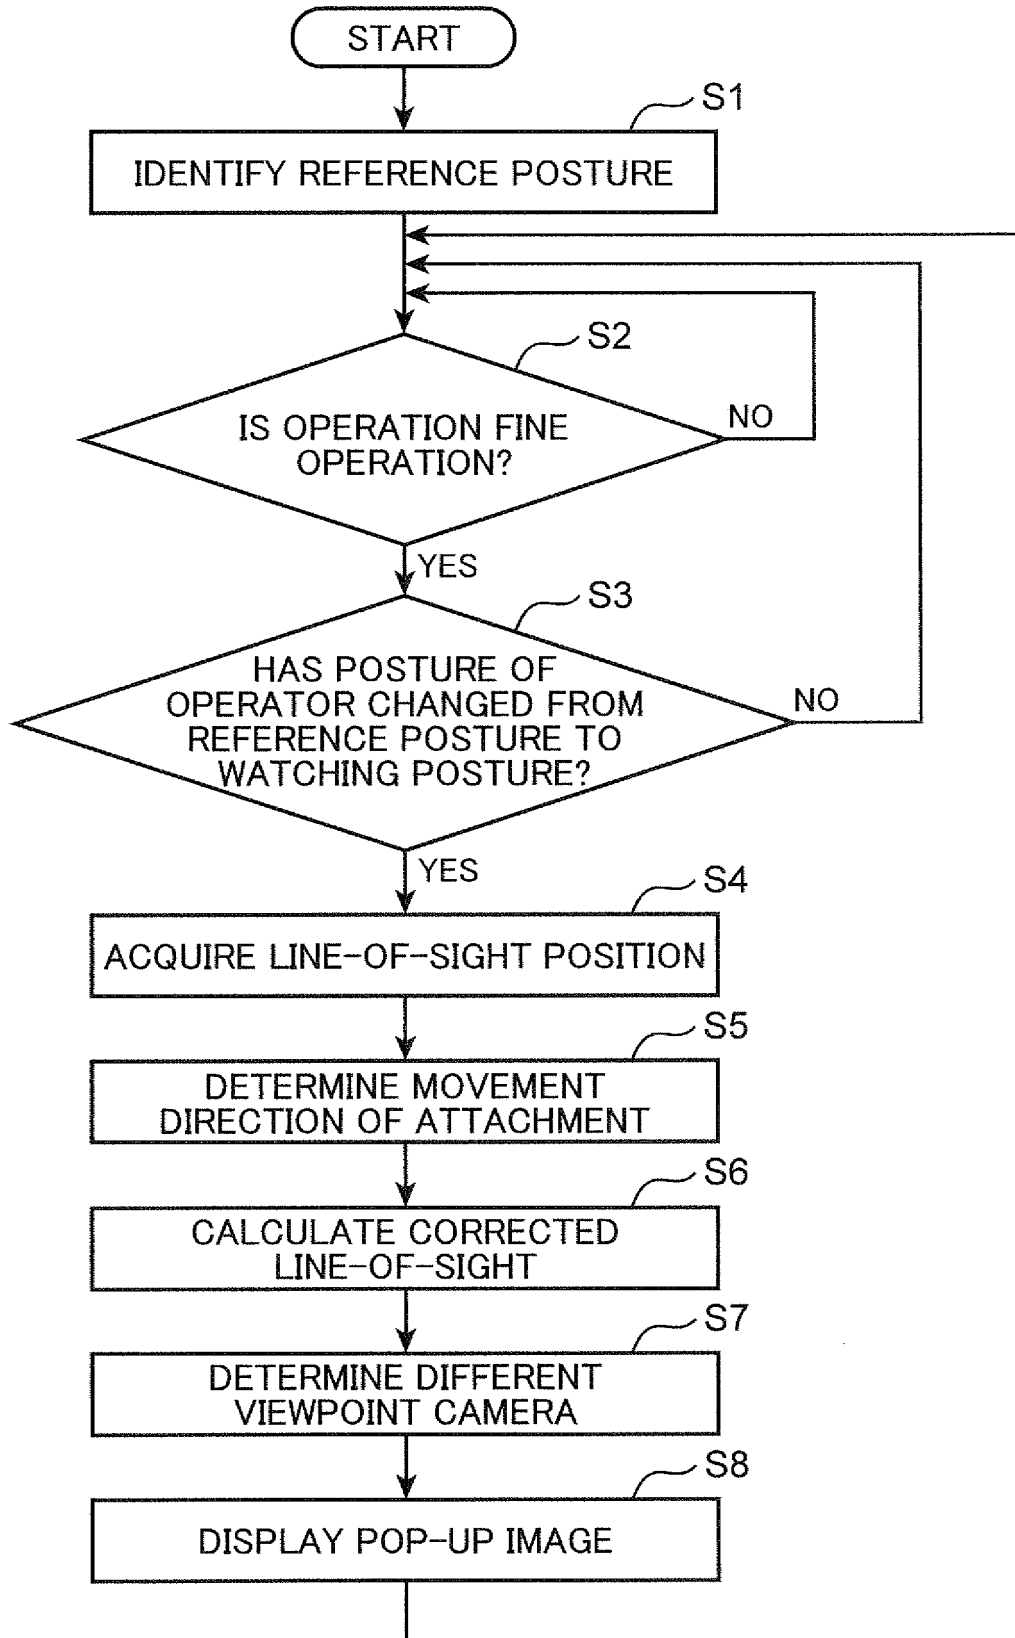 START
S1
IDENTIFY REFERENCE POSTURE
S2
IS OPERATION FINE
OPERATION?
NO
YES
S3
HAS POSTURE OF
OPERATOR CHANGED FROM
REFERENCE POSTURE TO
WATCHING POSTURE?
NO
YES
S4
ACQUIRE LINE-OF-SIGHT POSITION
S5
DETERMINE MOVEMENT
DIRECTION OF ATTACHMENT
S6
CALCULATE CORRECTED
LINE-OF-SIGHT
S7
DETERMINE DIFFERENT
VIEWPOINT CAMERA
S8
DISPLAY POP-UP IMAGE